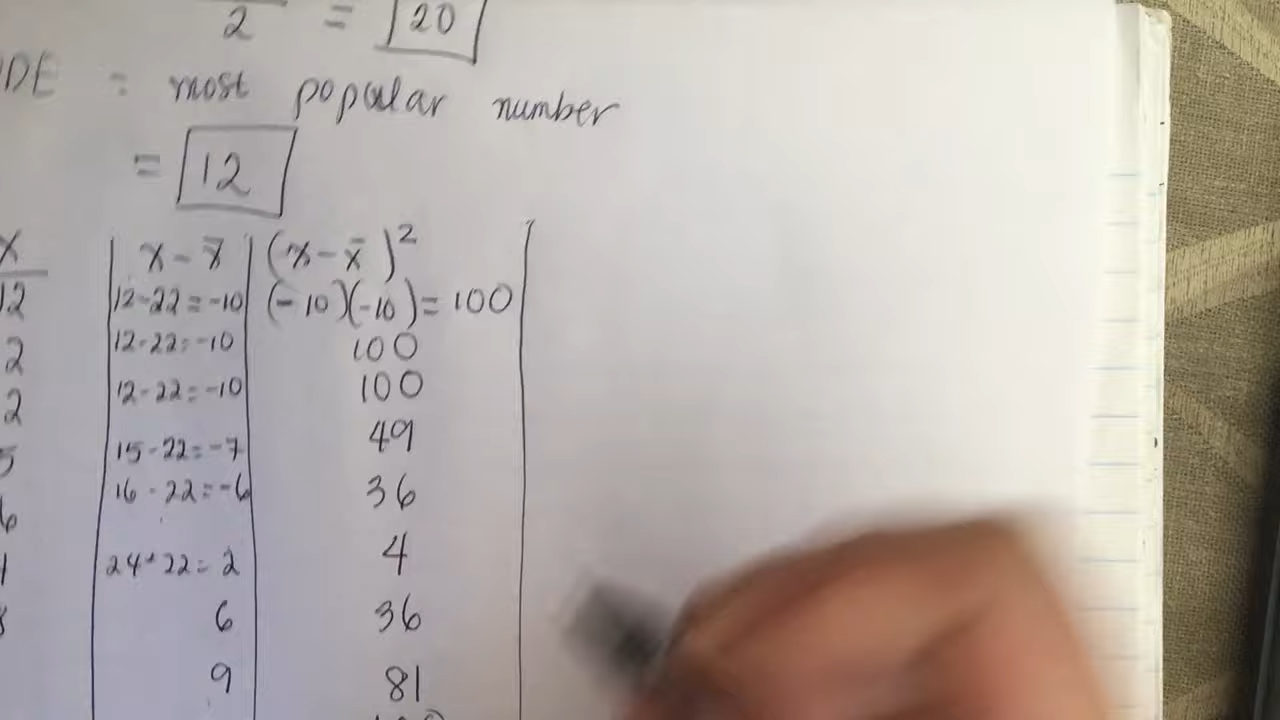 2 = 20
: most popular number
= 12
x - x̄ (x - x̄)²
12 12-22=-10 (-10)(-10)=100
2 12-22=-10 100
2 12-22=-10 100
5 15-22=-7 49
6 16-22=-6 36
24-22=2 4
6 36
9 81